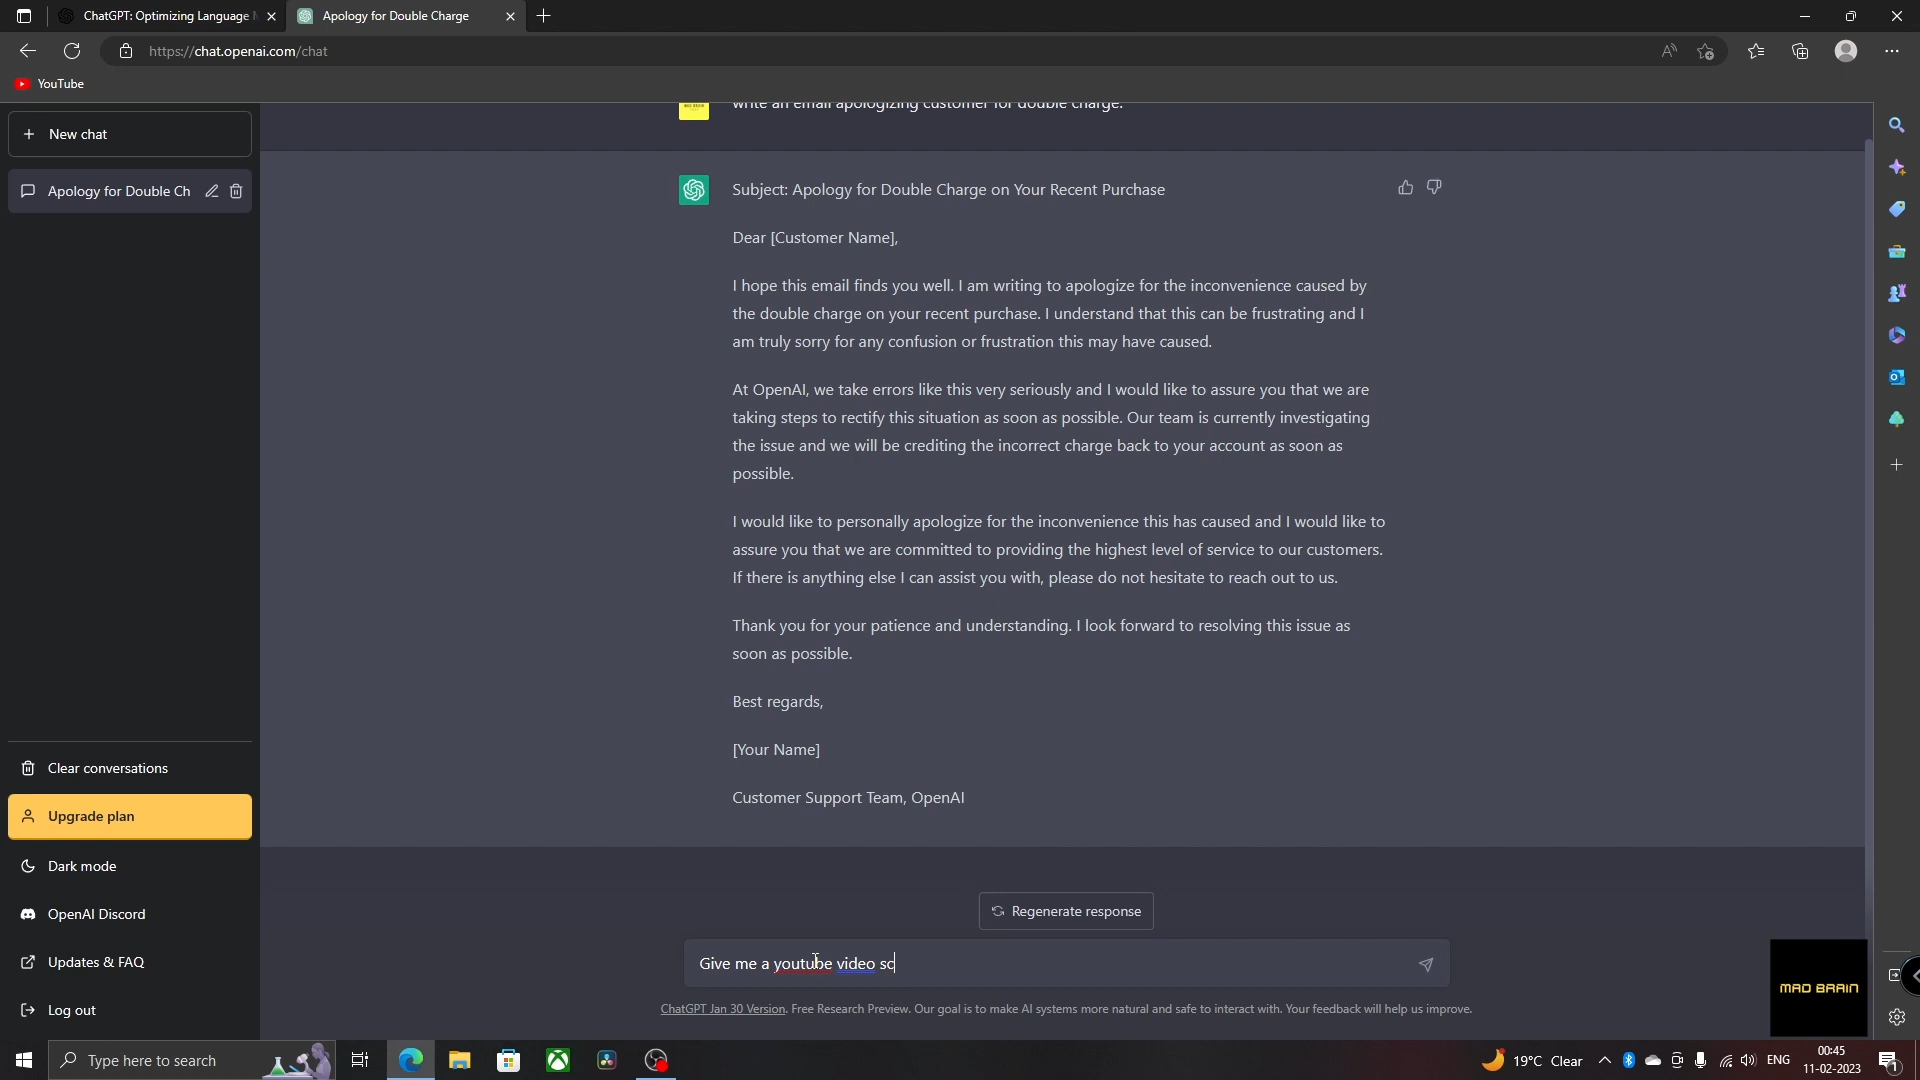 ChatGPT: Optimizing Language
Apology for Double Charge
https://chat.openai.com/chat
YouTube
New chat
Apology for Double Ch
write an email apologizing customer for double charge.
Subject: Apology for Double Charge on Your Recent Purchase
Dear [Customer Name],
I hope this email finds you well. I am writing to apologize for the inconvenience caused by
the double charge on your recent purchase. I understand that this can be frustrating and I
am truly sorry for any confusion or frustration this may have caused.
At OpenAI, we take errors like this very seriously and I would like to assure you that we are
taking steps to rectify this situation as soon as possible. Our team is currently investigating
the issue and we will be crediting the incorrect charge back to your account as soon as
possible.
I would like to personally apologize for the inconvenience this has caused and I would like to
assure you that we are committed to providing the highest level of service to our customers.
If there is anything else I can assist you with, please do not hesitate to reach out to us.
Thank you for your patience and understanding. I look forward to resolving this issue as
soon as possible.
Best regards,
[Your Name]
Customer Support Team, OpenAI
Clear conversations
Upgrade plan
Dark mode
OpenAI Discord
Updates & FAQ
Log out
Regenerate response
Give me a youtube video sc
ChatGPT Jan 30 Version. Free Research Preview. Our goal is to make AI systems more natural and safe to interact with. Your feedback will help us improve.
MAD BRAIN
Type here to search
19°C Clear
ENG
00:45
11-02-2023
1